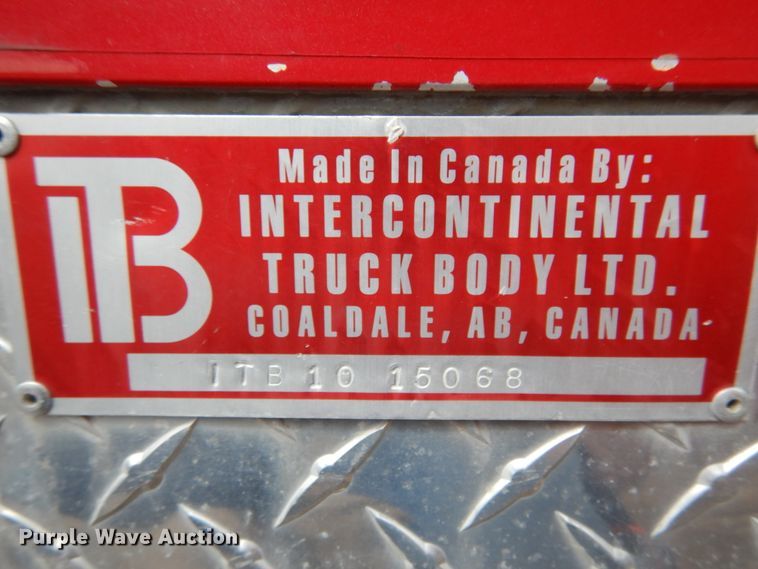 ITB
Made In Canada By:
INTERCONTINENTAL
TRUCK BODY LTD.
COALDALE, AB, CANADA
ITB 10 15068
Purple Wave Auction